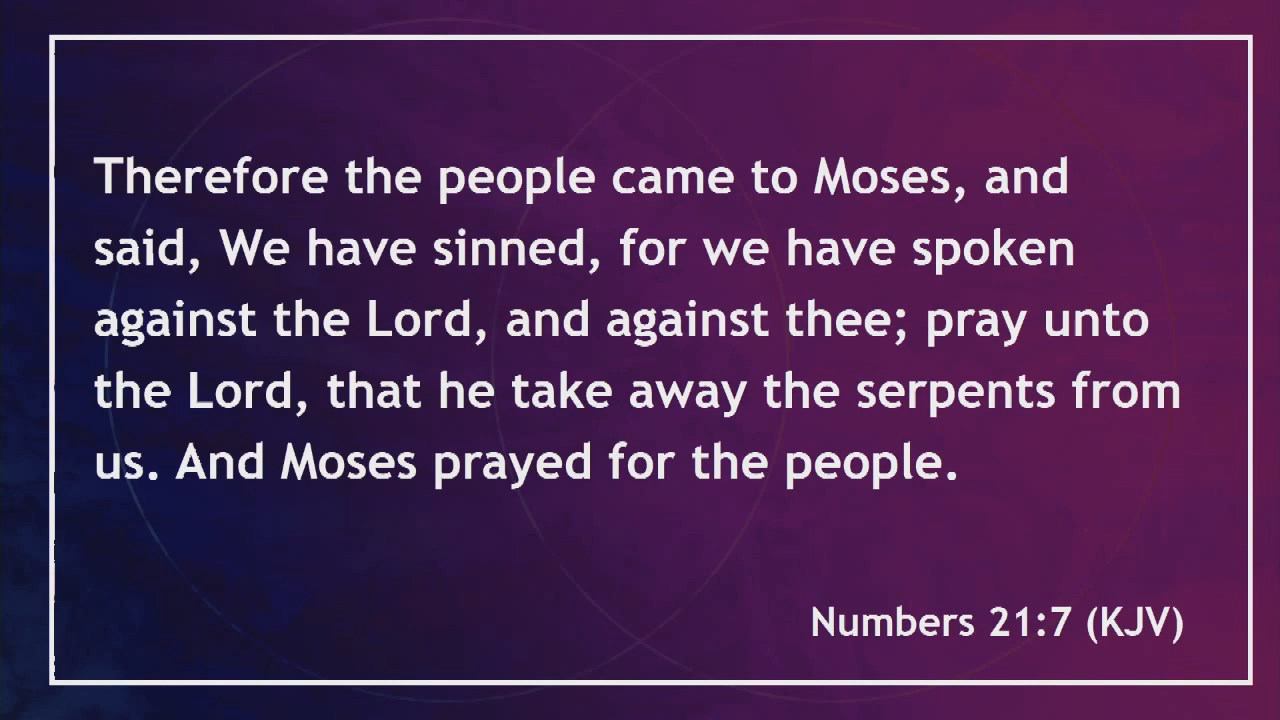 Therefore the people came to Moses, and
said, We have sinned, for we have spoken
against the Lord, and against thee; pray unto
the Lord, that he take away the serpents from
us. And Moses prayed for the people.
Numbers 21:7 (KJV)